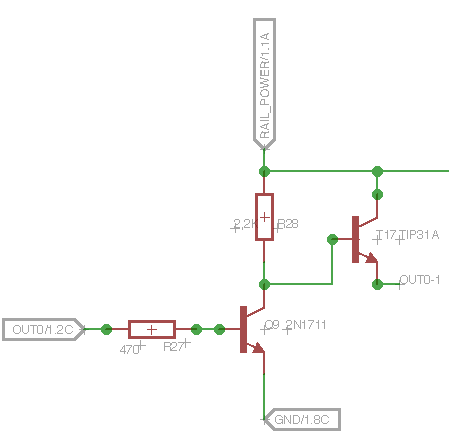 RAIL_POWER/1.1A
2,2K R28
T17 TIP31A
OUT0-1
OUT0/1.2C
470 R27
Q9 2N1711
GND/1.8C